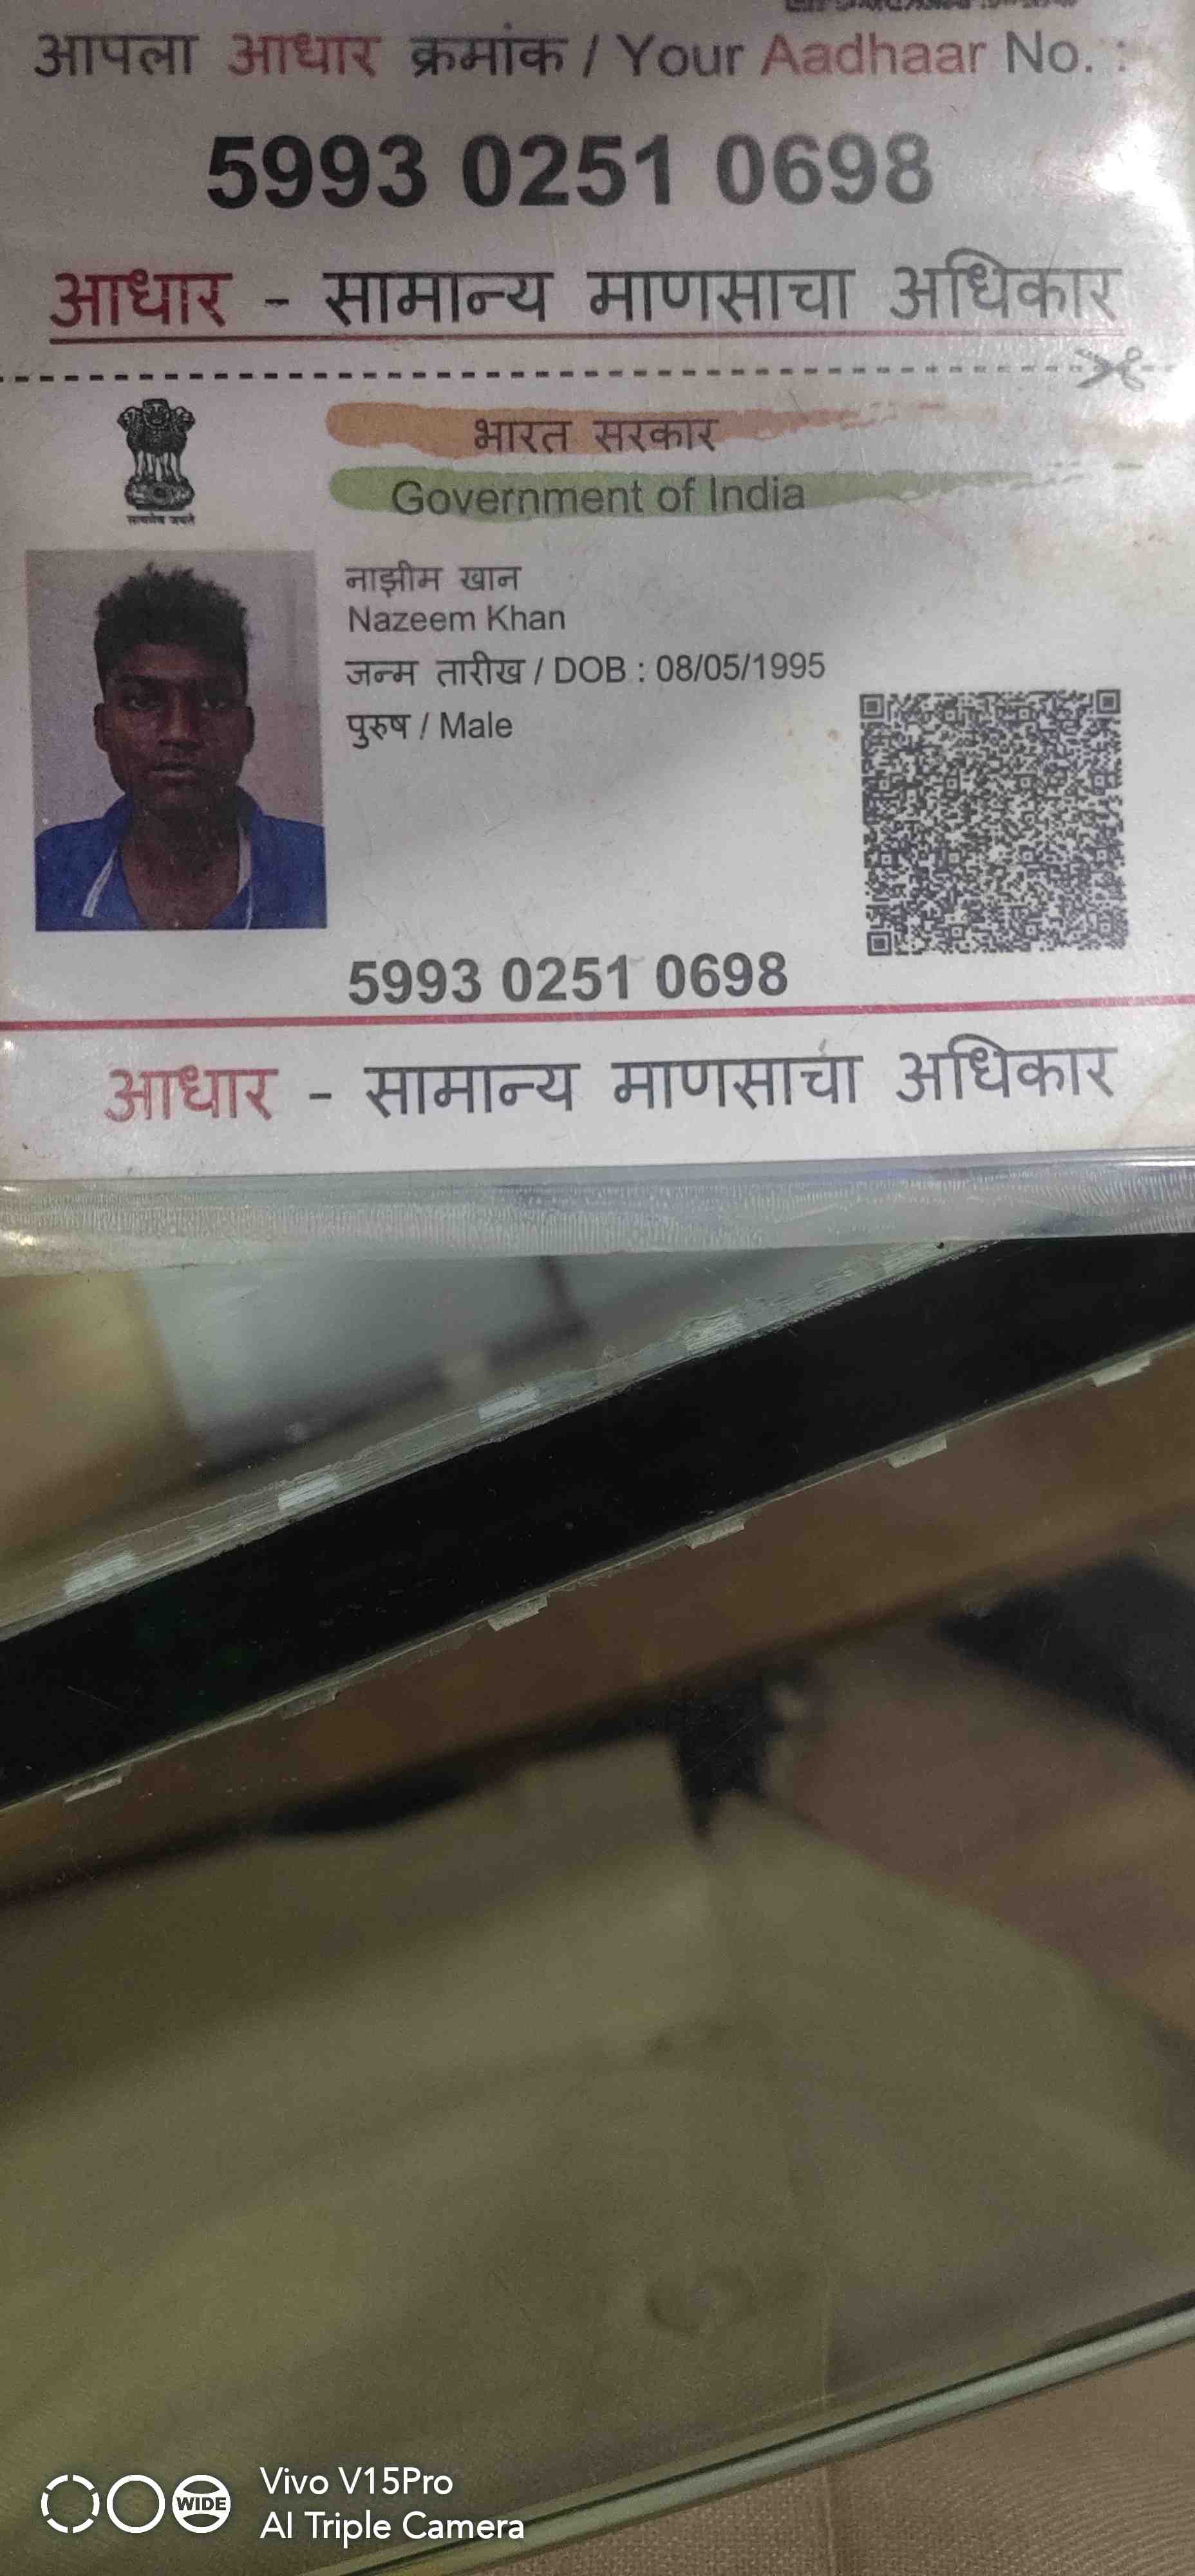 आपला आधार क्रमांक / Your Aadhaar No. :
5993 0251 0698
आधार - सामान्य माणसाचा अधिकार
भारत सरकार
Government of India
सत्यमेव जयते
नाझीम खान
Nazeem Khan
जन्म तारीख / DOB : 08/05/1995
पुरुष / Male
5993 0251 0698
आधार - सामान्य माणसाचा अधिकार
WIDE
Vivo V15Pro
AI Triple Camera